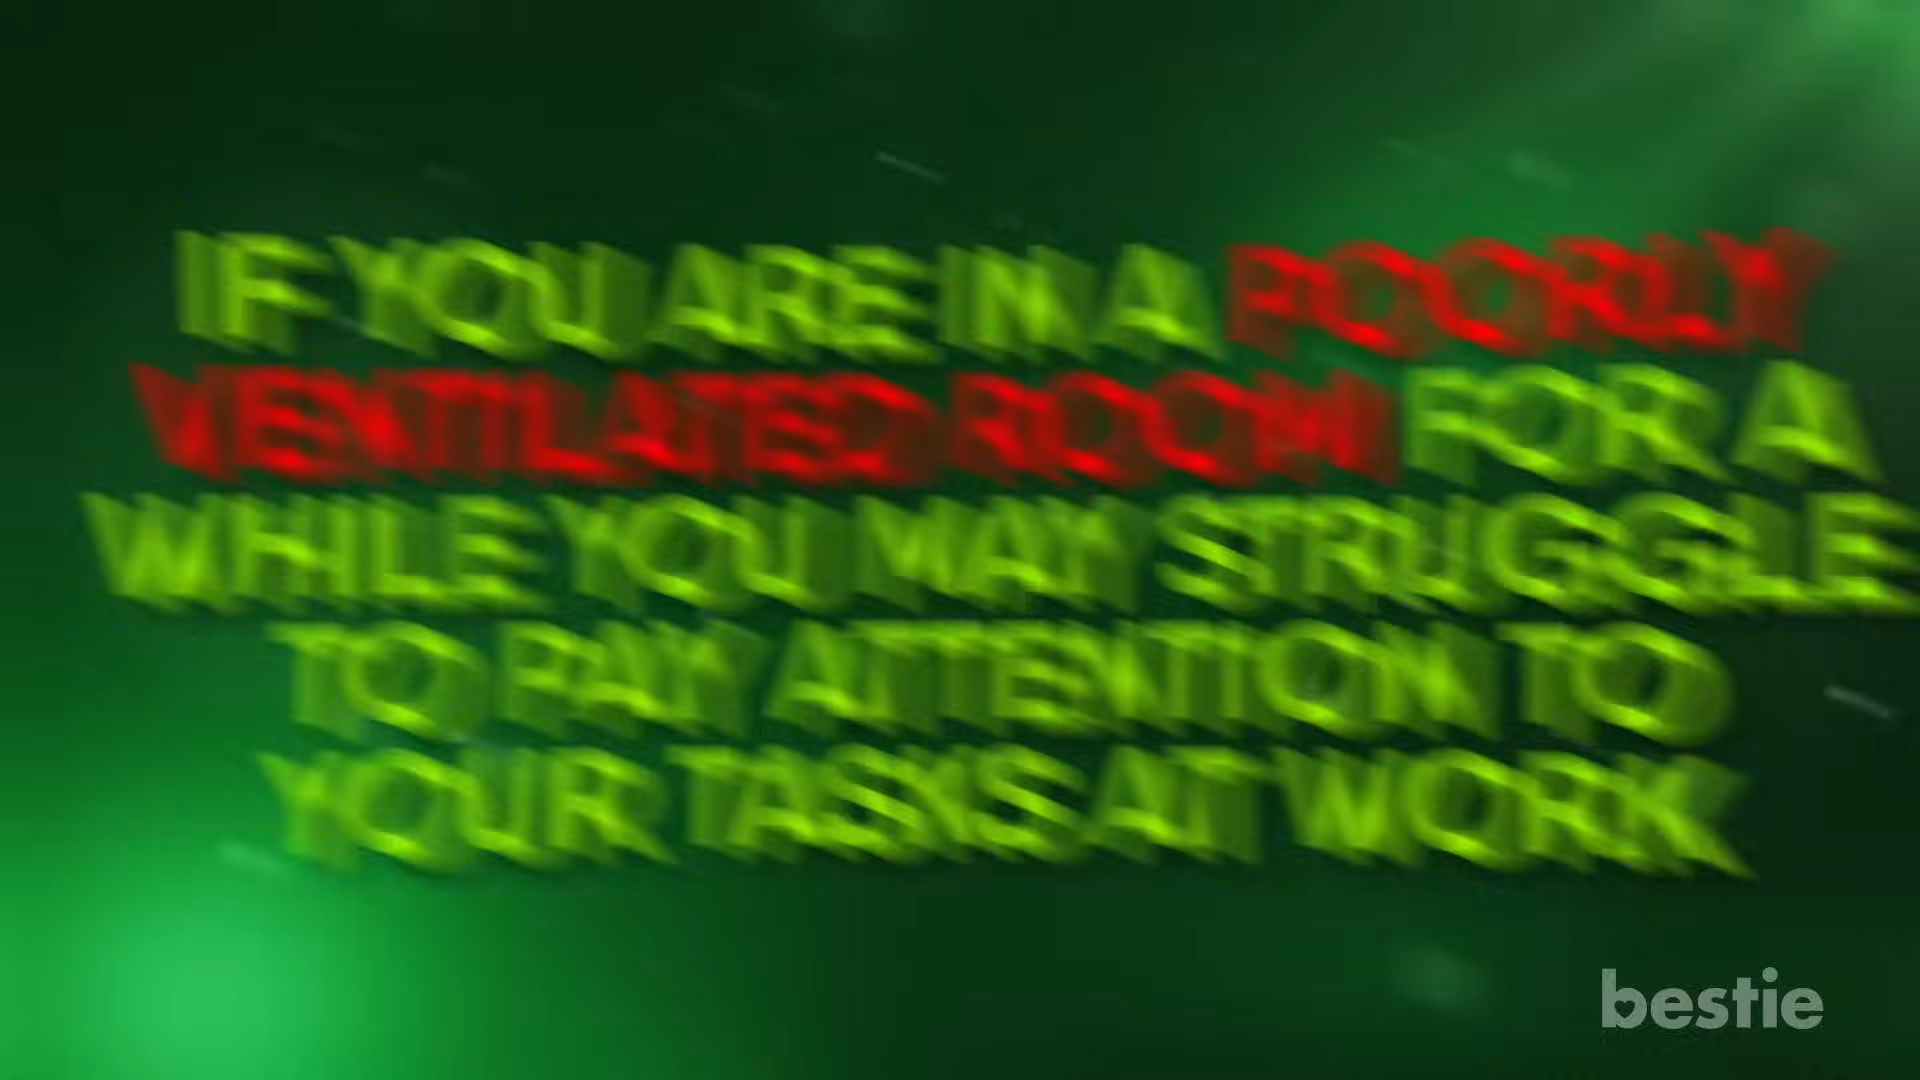 IF YOU ARE IN A POORLY
VENTILATED ROOM FOR A
WHILE YOU MAY STRUGGLE
TO PAY ATTENTION TO
YOUR TASKS AT WORK
bestie